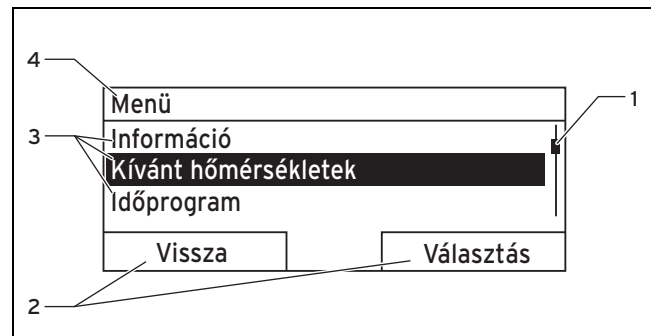 4
Menü
1
3
Információ
Kívánt hőmérsékletek
Időprogram
Vissza Választás
2